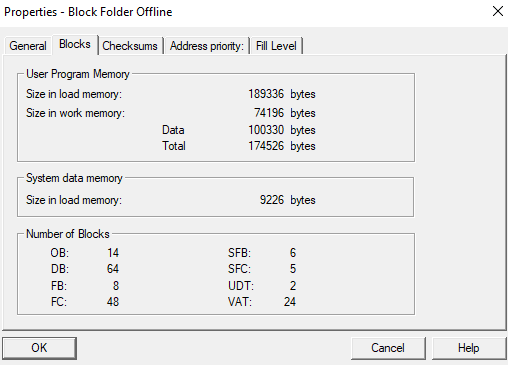 Properties - Block Folder Offline
General Blocks Checksums Address priority: Fill Level
User Program Memory
Size in load memory: 189336 bytes
Size in work memory: 74196 bytes
Data 100330 bytes
Total 174526 bytes
System data memory
Size in load memory: 9226 bytes
Number of Blocks
OB: 14 SFB: 6
DB: 64 SFC: 5
FB: 8 UDT: 2
FC: 48 VAT: 24
OK Cancel Help